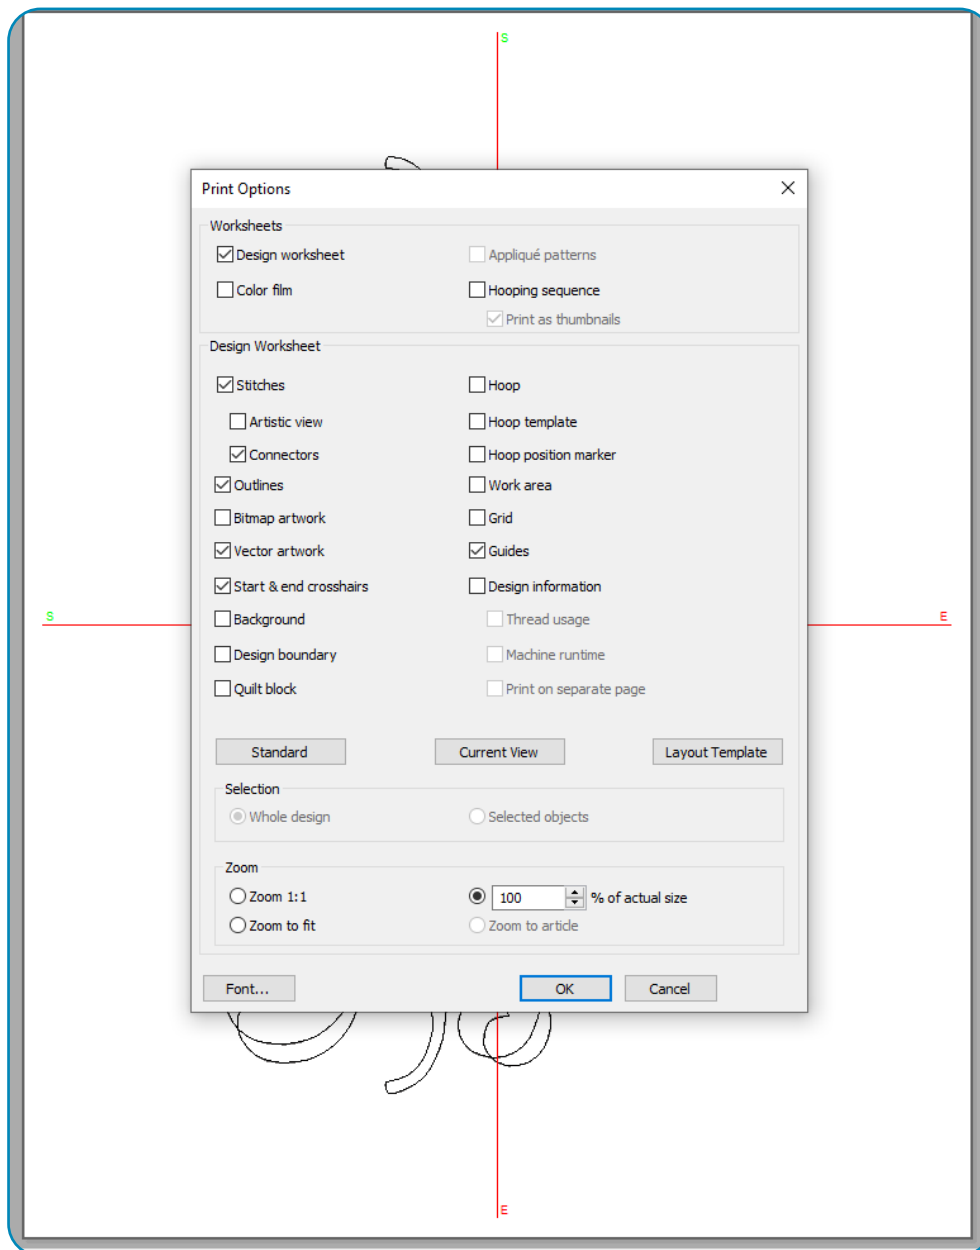 S
Print Options
Worksheets
Design worksheet
Appliqué patterns
Color film
Hooping sequence
Print as thumbnails
Design Worksheet
Stitches
Hoop
Artistic view
Hoop template
Connectors
Hoop position marker
Outlines
Work area
Bitmap artwork
Grid
Vector artwork
Guides
Start & end crosshairs
Design information
S
E
Background
Thread usage
Design boundary
Machine runtime
Quilt block
Print on separate page
Standard
Current View
Layout Template
Selection
Whole design
Selected objects
Zoom
Zoom 1:1
100
% of actual size
Zoom to fit
Zoom to article
Font...
OK
Cancel
E